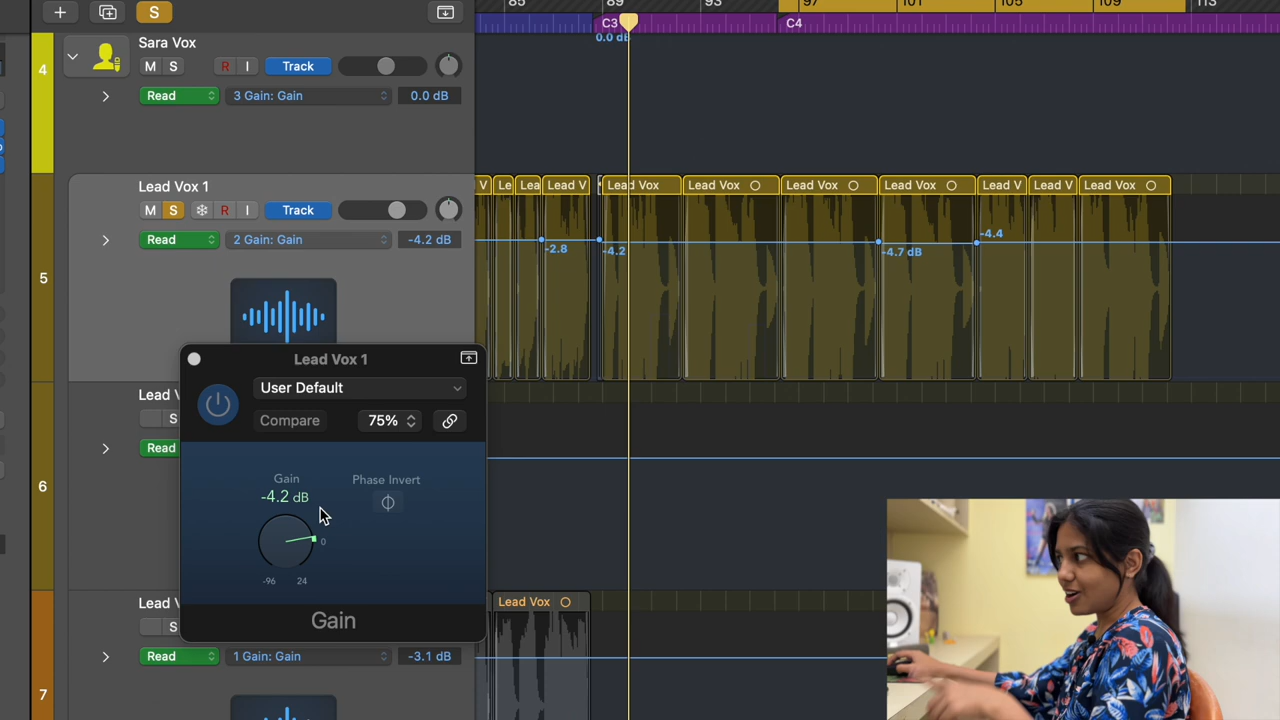 S
85
89
93
97
101
105
109
113
C3
C4
0.0 dB
4
Sara Vox
M S R I Track
Read 3 Gain: Gain 0.0 dB
5
Lead Vox 1
M S R I Track
Read 2 Gain: Gain -4.2 dB
V
Le
Lea
Lead V
Lead Vox
Lead Vox
Lead Vox
Lead Vox
Lead V
Lead V
Lead Vox
-2.8
-4.2
-4.7 dB
-4.4
6
Lead V
S
Read
Lead Vox 1
User Default
Compare 75%
Gain
-4.2 dB
Phase Invert
0
-96 24
Gain
7
Lead V
S
Read 1 Gain: Gain -3.1 dB
Lead Vox